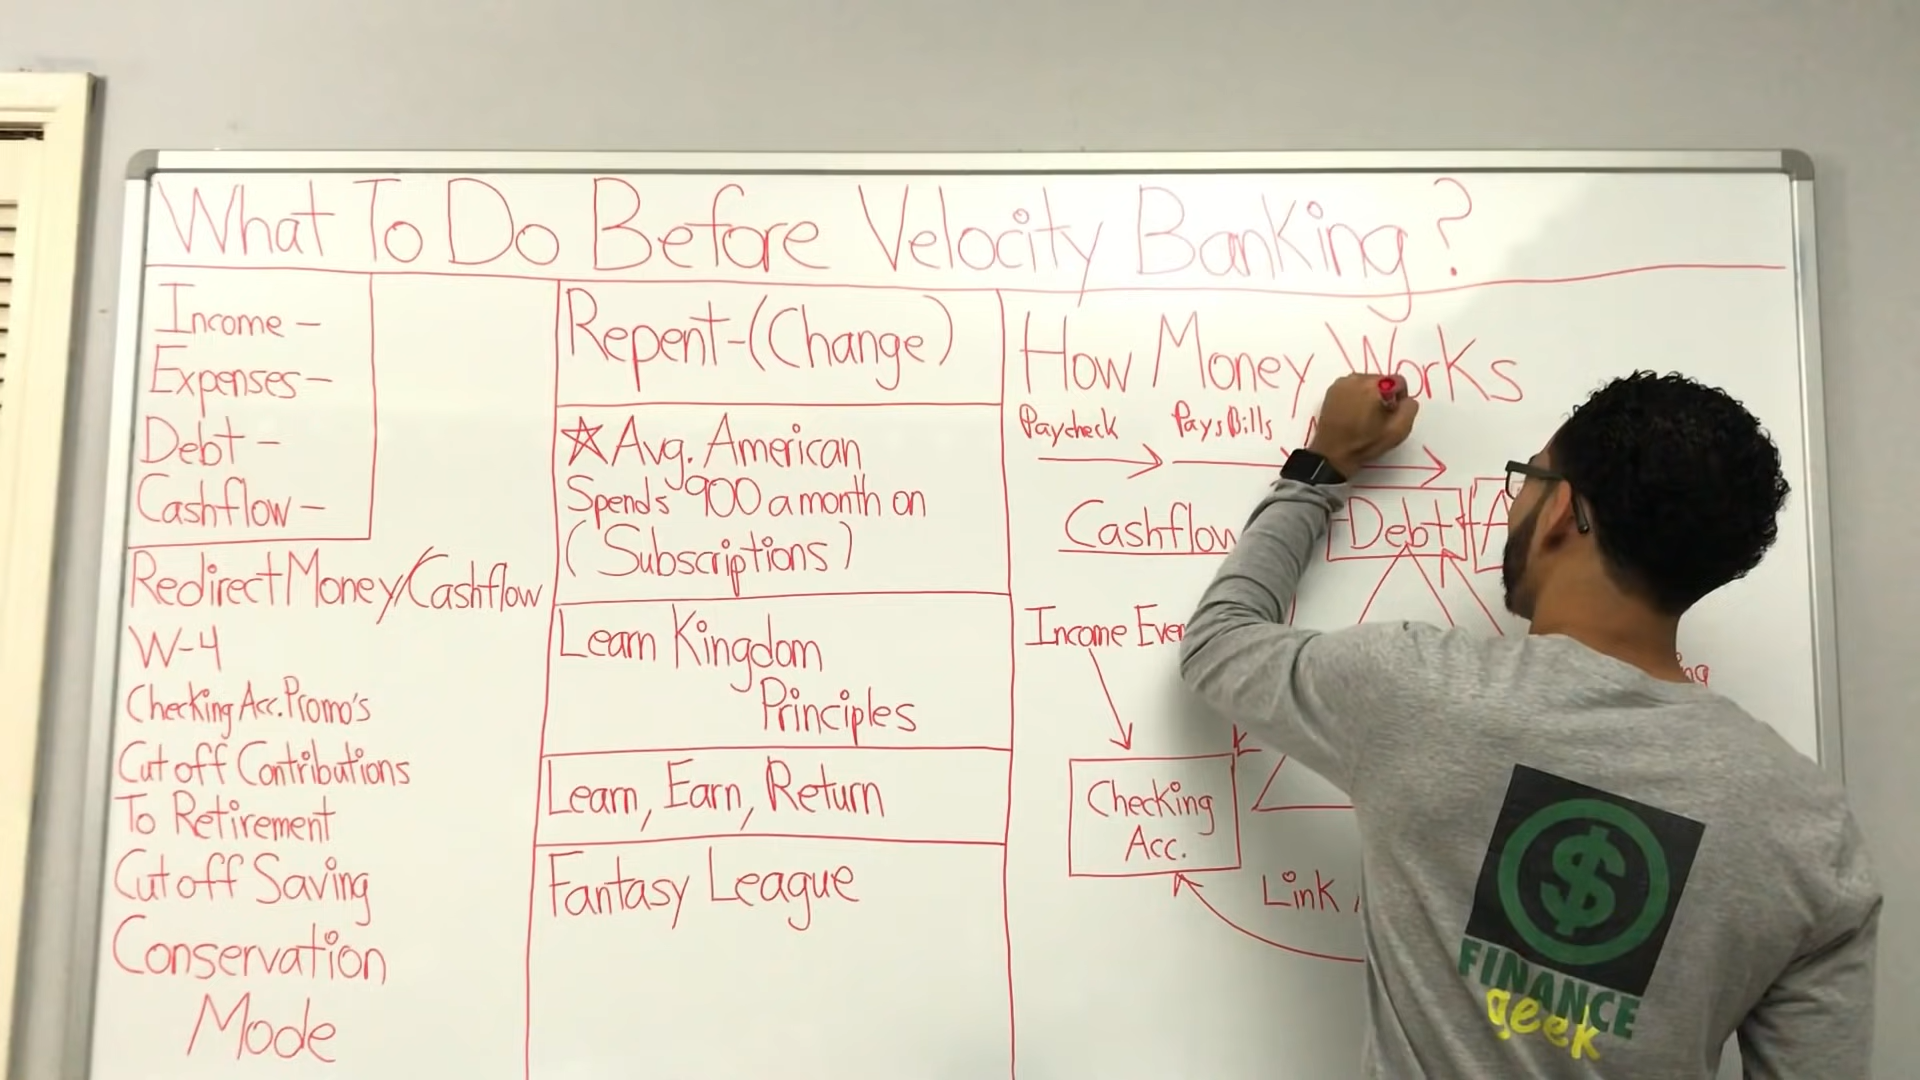 What To Do Before Velocity Banking?
Income -
Expenses -
Debt -
Cashflow -
Redirect Money/Cashflow
W-4
Checking Acc. Promo's
Cut off Contributions
To Retirement
Cut off Saving
Conservation
Mode
Repent - (Change)
☆ Avg. American
Spends 900 a month on
(Subscriptions)
Learn Kingdom
Principles
Learn, Earn, Return
Fantasy League
How Money Works
Paycheck
Pays Bills
Cashflow
Debt
Income
Checking
Acc.
Link
$
FINANCE
geek